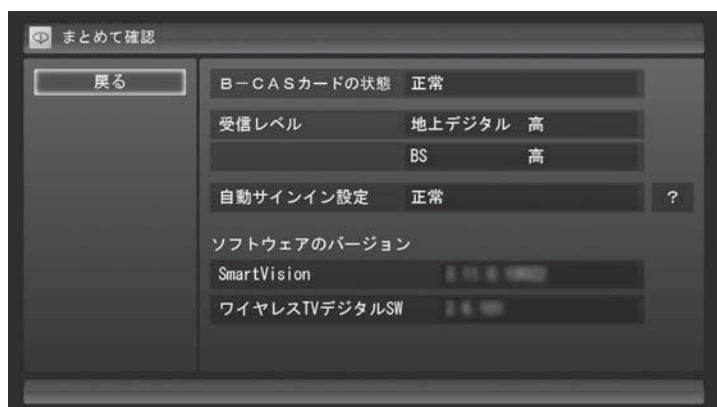 まとめて確認
戻る
B-CASカードの状態 正常
受信レベル 地上デジタル 高
BS 高
自動サインイン設定 正常 ?
ソフトウェアのバージョン
SmartVision
ワイヤレスTVデジタルSW